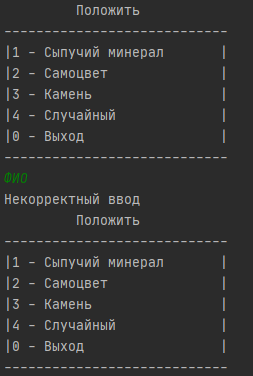 Положить
----------------------------
|1 - Сыпучий минерал       |
|2 - Самоцвет              |
|3 - Камень                |
|4 - Случайный             |
|0 - Выход                 |
----------------------------
ФИО
Некорректный ввод
Положить
----------------------------
|1 - Сыпучий минерал       |
|2 - Самоцвет              |
|3 - Камень                |
|4 - Случайный             |
|0 - Выход                 |
----------------------------